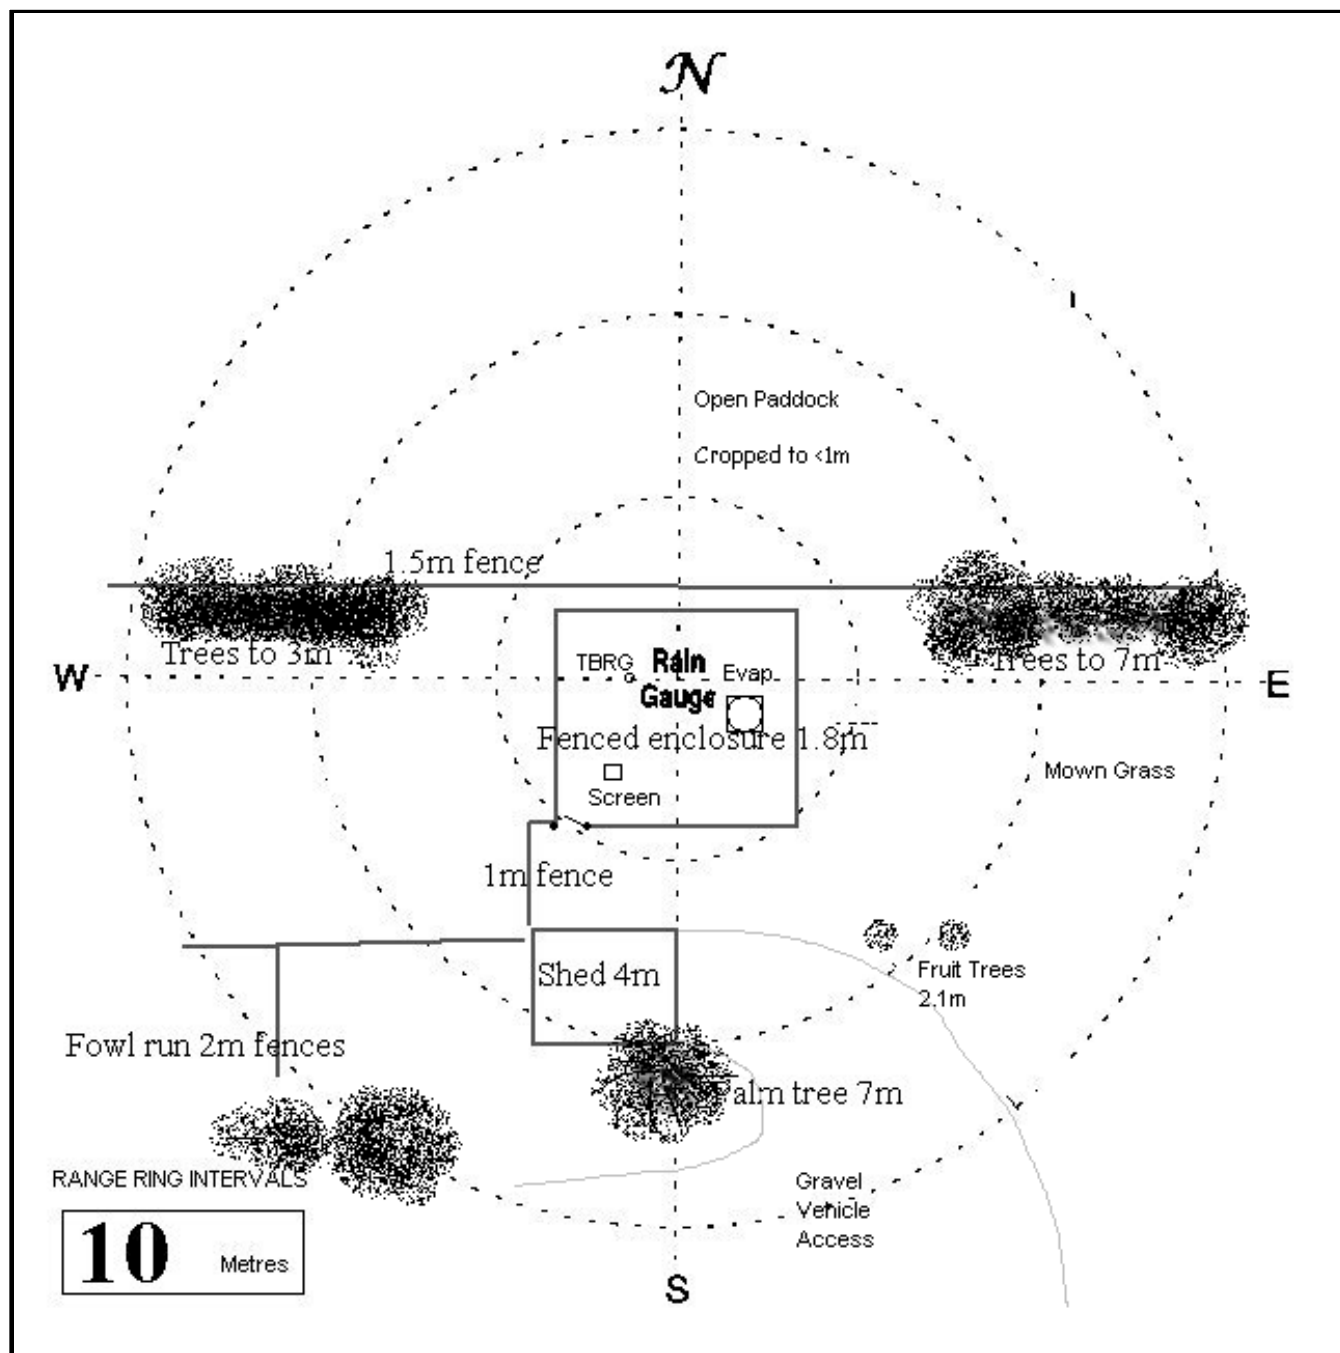 N
Open Paddock
Cropped to <1m
1.5m fence
Trees to 3m
Trees to 7m
W
TBRG
Rain
Gauge
Evap
E
Fenced enclosure 1.8m
Mown Grass
Screen
1m fence
Shed 4m
Fruit Trees
2.1m
Fowl run 2m fences
alm tree 7m
RANGE RING INTERVALS
10 Metres
Gravel
Vehicle
Access
S